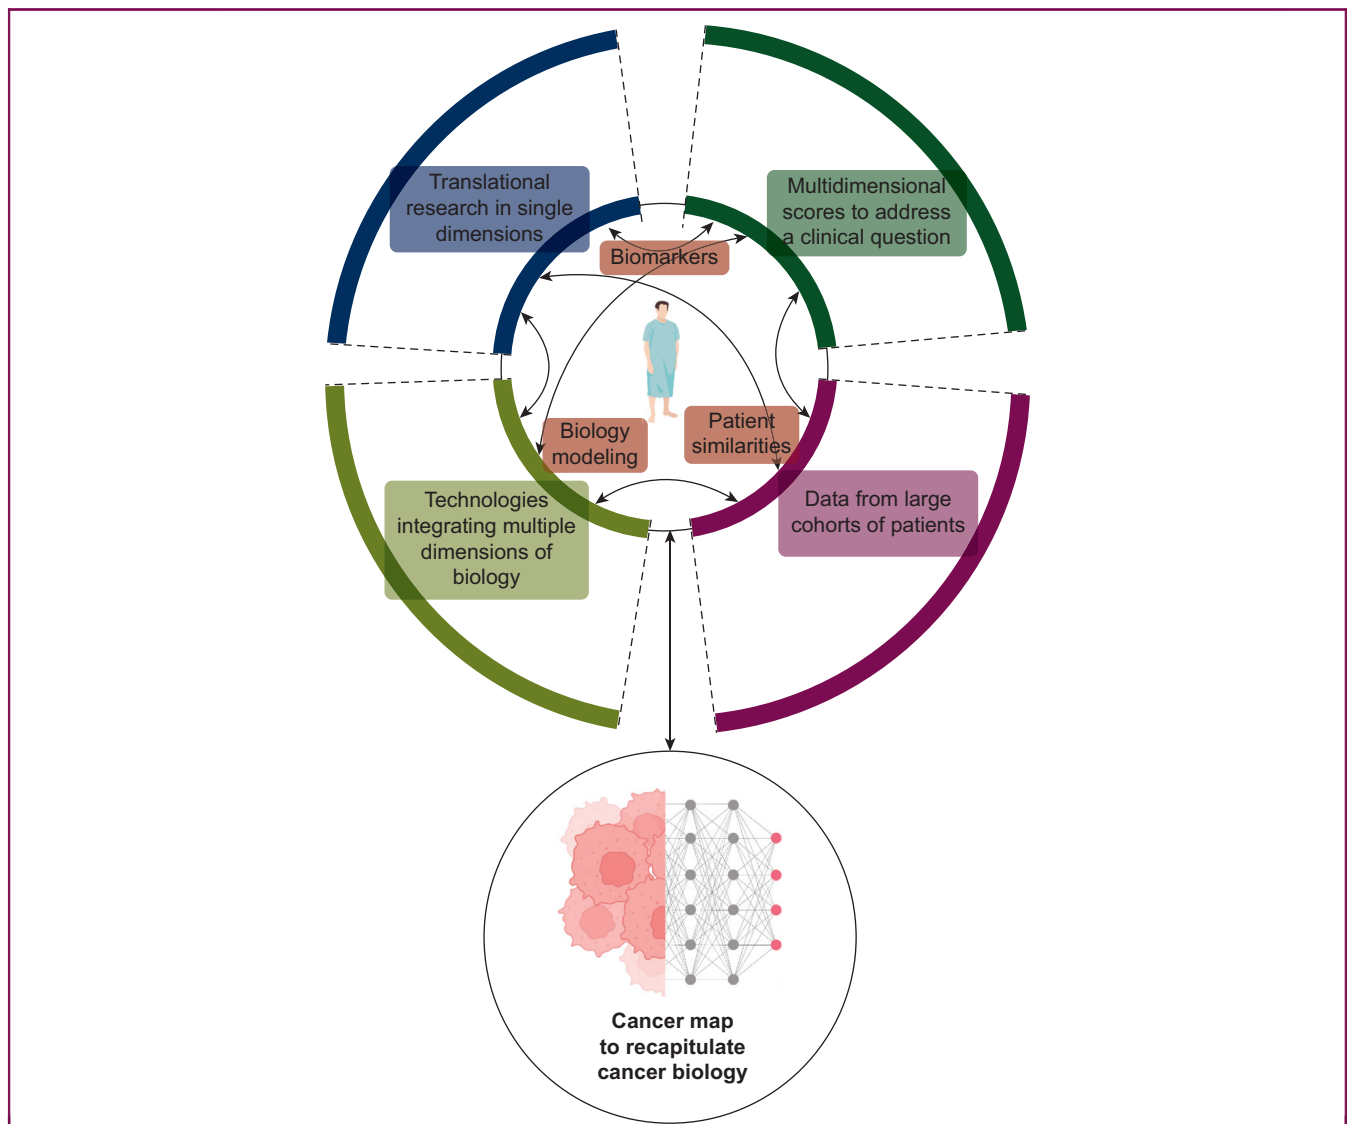 Translational
research in single
dimensions
Multidimensional
scores to address
a clinical question
Biomarkers
Biology
modeling
Patient
similarities
Technologies
integrating multiple
dimensions of
biology
Data from large
cohorts of patients
Cancer map
to recapitulate
cancer biology